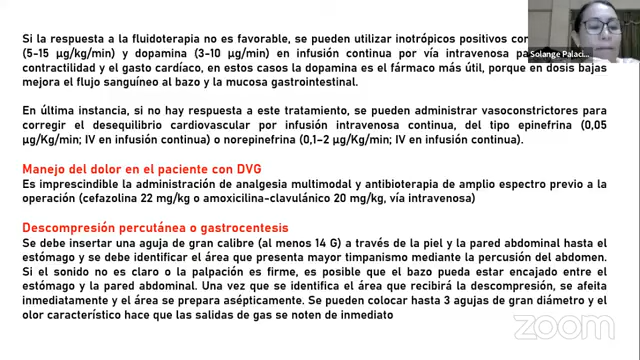 Si la respuesta a la fluidoterapia no es favorable, se pueden utilizar inotrópicos positivos co
(5-15 µg/kg/min) y dopamina (3-10 µg/min) en infusión continua por vía intravenosa pa
contractilidad y el gasto cardíaco, en estos casos la dopamina es el fármaco más útil, porque en dosis bajas
mejora el flujo sanguíneo al bazo y la mucosa gastrointestinal.
En última instancia, si no hay respuesta a este tratamiento, se pueden administrar vasoconstrictores para
corregir el desequilibrio cardiovascular por infusión intravenosa continua, del tipo epinefrina (0,05
µg/Kg/min; IV en infusión continua) o norepinefrina (0,1–2 µg/Kg/min; IV en infusión continua).
Manejo del dolor en el paciente con DVG
Es imprescindible la administración de analgesia multimodal y antibioterapia de amplio espectro previo a la
operación (cefazolina 22 mg/kg o amoxicilina-clavulánico 20 mg/kg, vía intravenosa)
Descompresión percutánea o gastrocentesis
Se debe insertar una aguja de gran calibre (al menos 14 G) a través de la piel y la pared abdominal hasta el
estómago y se debe identificar el área que presenta mayor timpanismo mediante la percusión del abdomen.
Si el sonido no es claro o la palpación es firme, es posible que el bazo pueda estar encajado entre el
estómago y la pared abdominal. Una vez que se identifica el área que recibirá la descompresión, se afeita
inmediatamente y el área se prepara asépticamente. Se pueden colocar hasta 3 agujas de gran diámetro y el
olor característico hace que las salidas de gas se noten de inmediato
Solange Palaci...
zoom